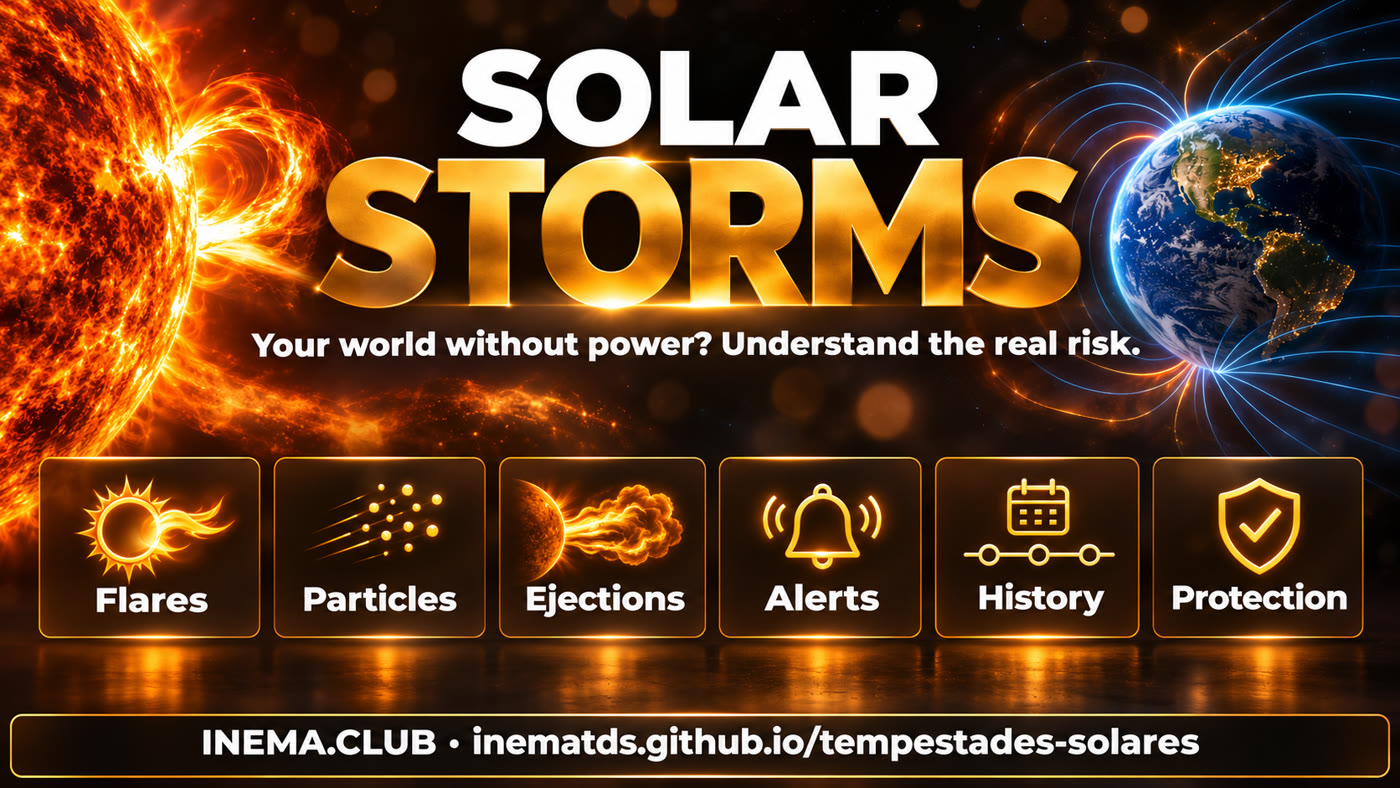 SOLAR
STORMS
Your world without power? Understand the real risk.
Flares
Particles
Ejections
Alerts
History
Protection
INEMA.CLUB • inematds.github.io/tempestades-solares